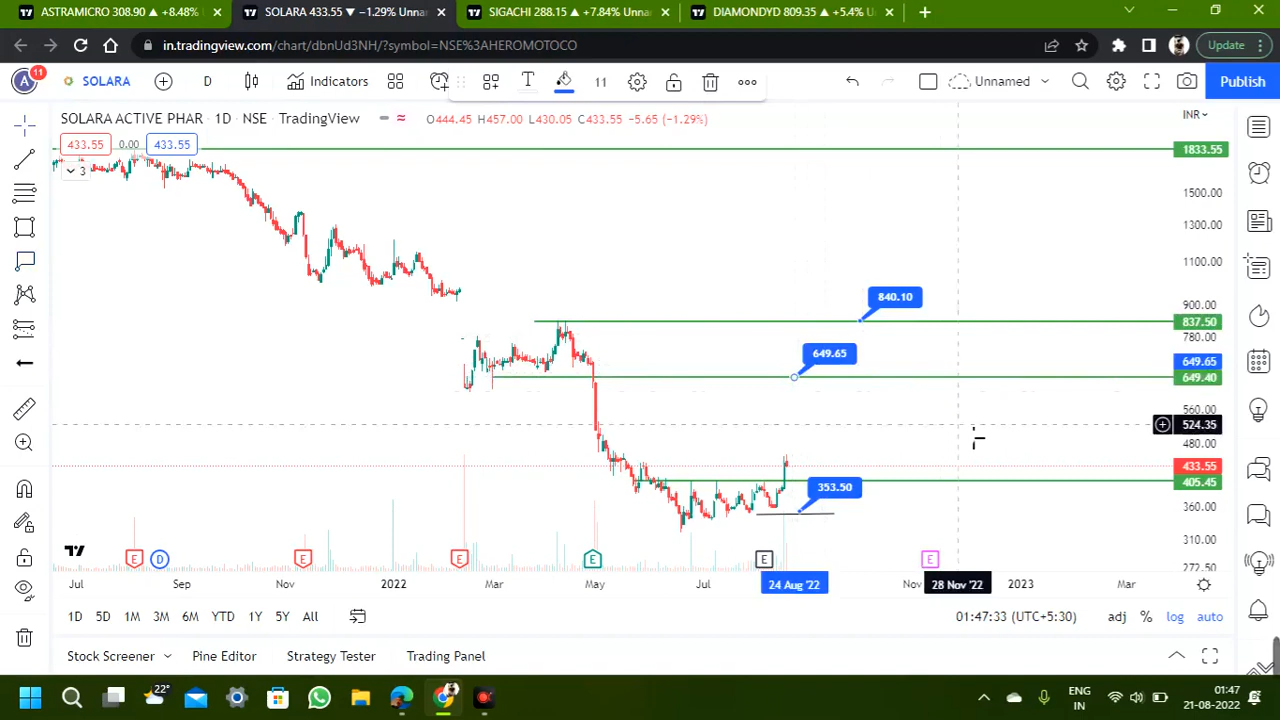 ASTRAMICRO 308.90 ▲ +8.48%
SOLARA 433.55 ▼ −1.29% Unna
SIGACHI 288.15 ▲ +7.84% Unna
DIAMONDYD 809.35 ▲ +5.4% U
in.tradingview.com/chart/dbnUd3NH/?symbol=NSE%3AHEROMOTOCO
Update
A 11 SOLARA D Indicators T 11 Unnamed Publish
SOLARA ACTIVE PHAR · 1D · NSE · TradingView
O444.45 H457.00 L430.05 C433.55 −5.65 (−1.29%)
INR
433.55 0.00 433.55
3
1833.55
1500.00
1300.00
1100.00
900.00
840.10
837.50
780.00
649.65
649.65
649.40
560.00
524.35
480.00
433.55
405.45
353.50
360.00
310.00
277.50
E D E E E E E
Jul Sep Nov 2022 Mar May Jul 24 Aug '22 Nov 28 Nov '22 2023 Mar
1D 5D 1M 3M 6M YTD 1Y 5Y All 01:47:33 (UTC+5:30) adj % log auto
Stock Screener Pine Editor Strategy Tester Trading Panel
22°
ENG
IN
01:47
21-08-2022